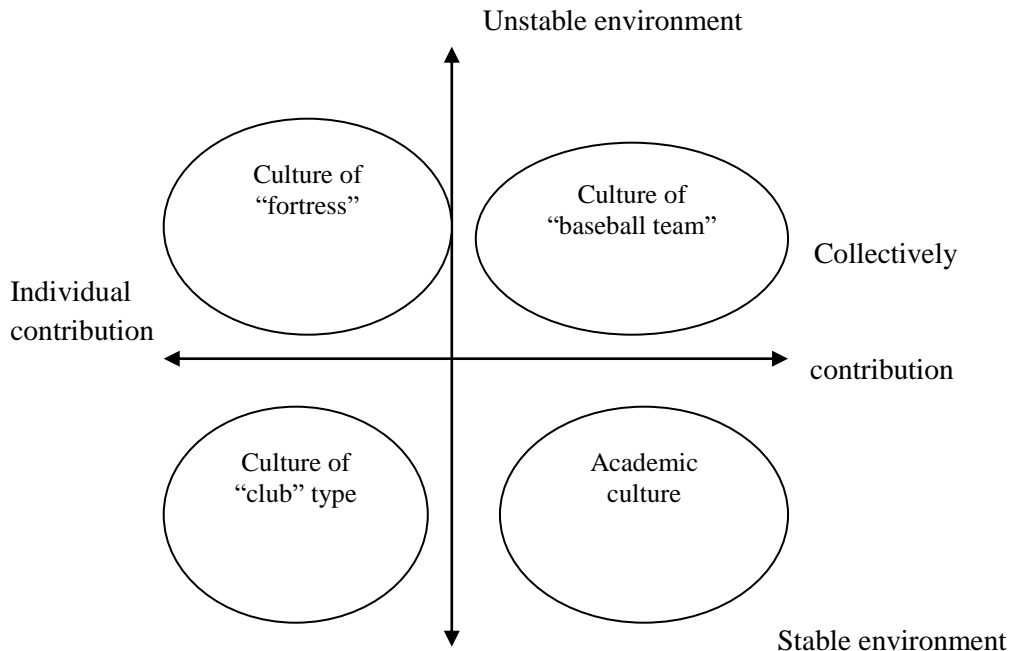 Unstable environment
Culture of
“fortress”
Culture of
“baseball team”
Collectively
Individual
contribution
contribution
Culture of
“club” type
Academic
culture
Stable environment